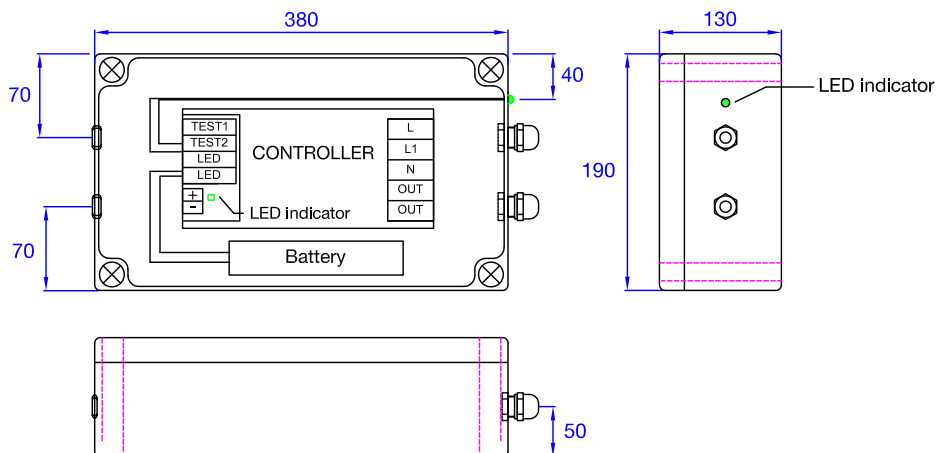 380
130
70
40
LED indicator
TEST1
TEST2
LED
LED
+
-
CONTROLLER
L
L1
N
OUT
OUT
190
LED indicator
70
Battery
50